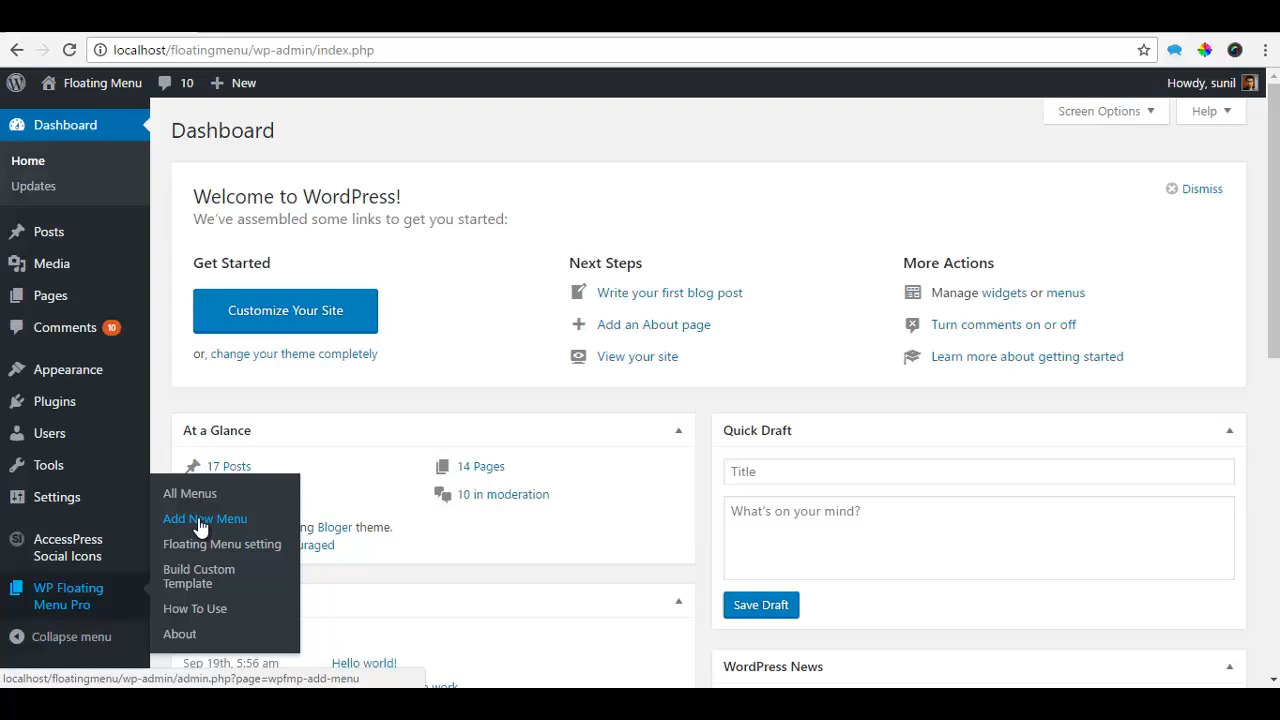 localhost/floatingmenu/wp-admin/index.php
Floating Menu 10 New Howdy, sunil
Dashboard
Home
Updates
Posts
Media
Pages
Comments 10
Appearance
Plugins
Users
Tools
Settings
AccessPress
Social Icons
WP Floating
Menu Pro
Collapse menu
All Menus
Add New Menu
Floating Menu setting
Build Custom
Template
How To Use
About
Screen Options Help
Dashboard
Welcome to WordPress!
We've assembled some links to get you started:
Dismiss
Get Started
Customize Your Site
or, change your theme completely
Next Steps
Write your first blog post
Add an About page
View your site
More Actions
Manage widgets or menus
Turn comments on or off
Learn more about getting started
At a Glance
17 Posts 14 Pages
10 in moderation
Bloger theme.
Sep 19th, 5:56 am Hello world!
Quick Draft
Title
What's on your mind?
Save Draft
WordPress News
localhost/floatingmenu/wp-admin/admin.php?page=wpfmp-add-menu